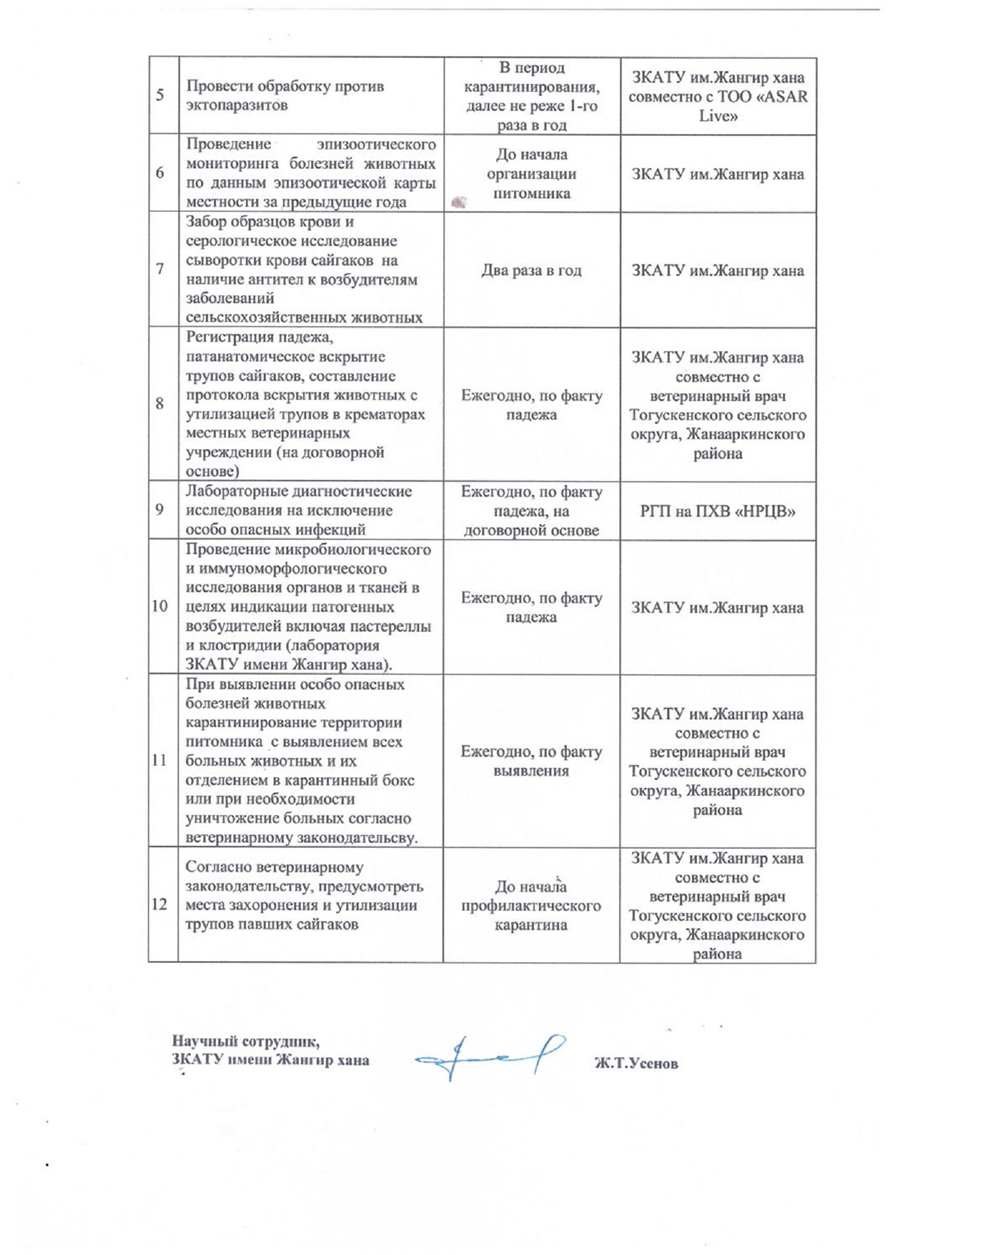 5
Провести обработку против
эктопаразитов
В период
карантинирования,
далее не реже 1-го
раза в год
ЗКАТУ им.Жангир хана
совместно с ТОО «ASAR
Live»
6
Проведение эпизоотического
мониторинга болезней животных
по данным эпизоотической карты
местности за предыдущие года
До начала
организации
питомника
ЗКАТУ им.Жангир хана
7
Забор образцов крови и
серологическое исследование
сыворотки крови сайгаков на
наличие антител к возбудителям
заболеваний
сельскохозяйственных животных
Два раза в год
ЗКАТУ им.Жангир хана
8
Регистрация падежа,
патанатомическое вскрытие
трупов сайгаков, составление
протокола вскрытия животных с
утилизацией трупов в крематорах
местных ветеринарных
учреждении (на договорной
основе)
Ежегодно, по факту
падежа
ЗКАТУ им.Жангир хана
совместно с
ветеринарный врач
Тогускенского сельского
округа, Жанааркинского
района
9
Лабораторные диагностические
исследования на исключение
особо опасных инфекций
Ежегодно, по факту
падежа, на
договорной основе
РГП на ПХВ «НРЦВ»
10
Проведение микробиологического
и иммуноморфологического
исследования органов и тканей в
целях индикации патогенных
возбудителей включая пастереллы
и клостридии (лаборатория
ЗКАТУ имени Жангир хана).
Ежегодно, по факту
падежа
ЗКАТУ им.Жангир хана
11
При выявлении особо опасных
болезней животных
карантинирование территории
питомника с выявлением всех
больных животных и их
отделением в карантинный бокс
или при необходимости
уничтожение больных согласно
ветеринарному законодательсву.
Ежегодно, по факту
выявления
ЗКАТУ им.Жангир хана
совместно с
ветеринарный врач
Тогускенского сельского
округа, Жанааркинского
района
12
Согласно ветеринарному
законодательству, предусмотреть
места захоронения и утилизации
трупов павших сайгаков
До начала
профилактического
карантина
ЗКАТУ им.Жангир хана
совместно с
ветеринарный врач
Тогускенского сельского
округа, Жанааркинского
района
Научный сотрудник,
ЗКАТУ имени Жангир хана
Ж.Т.Усенов